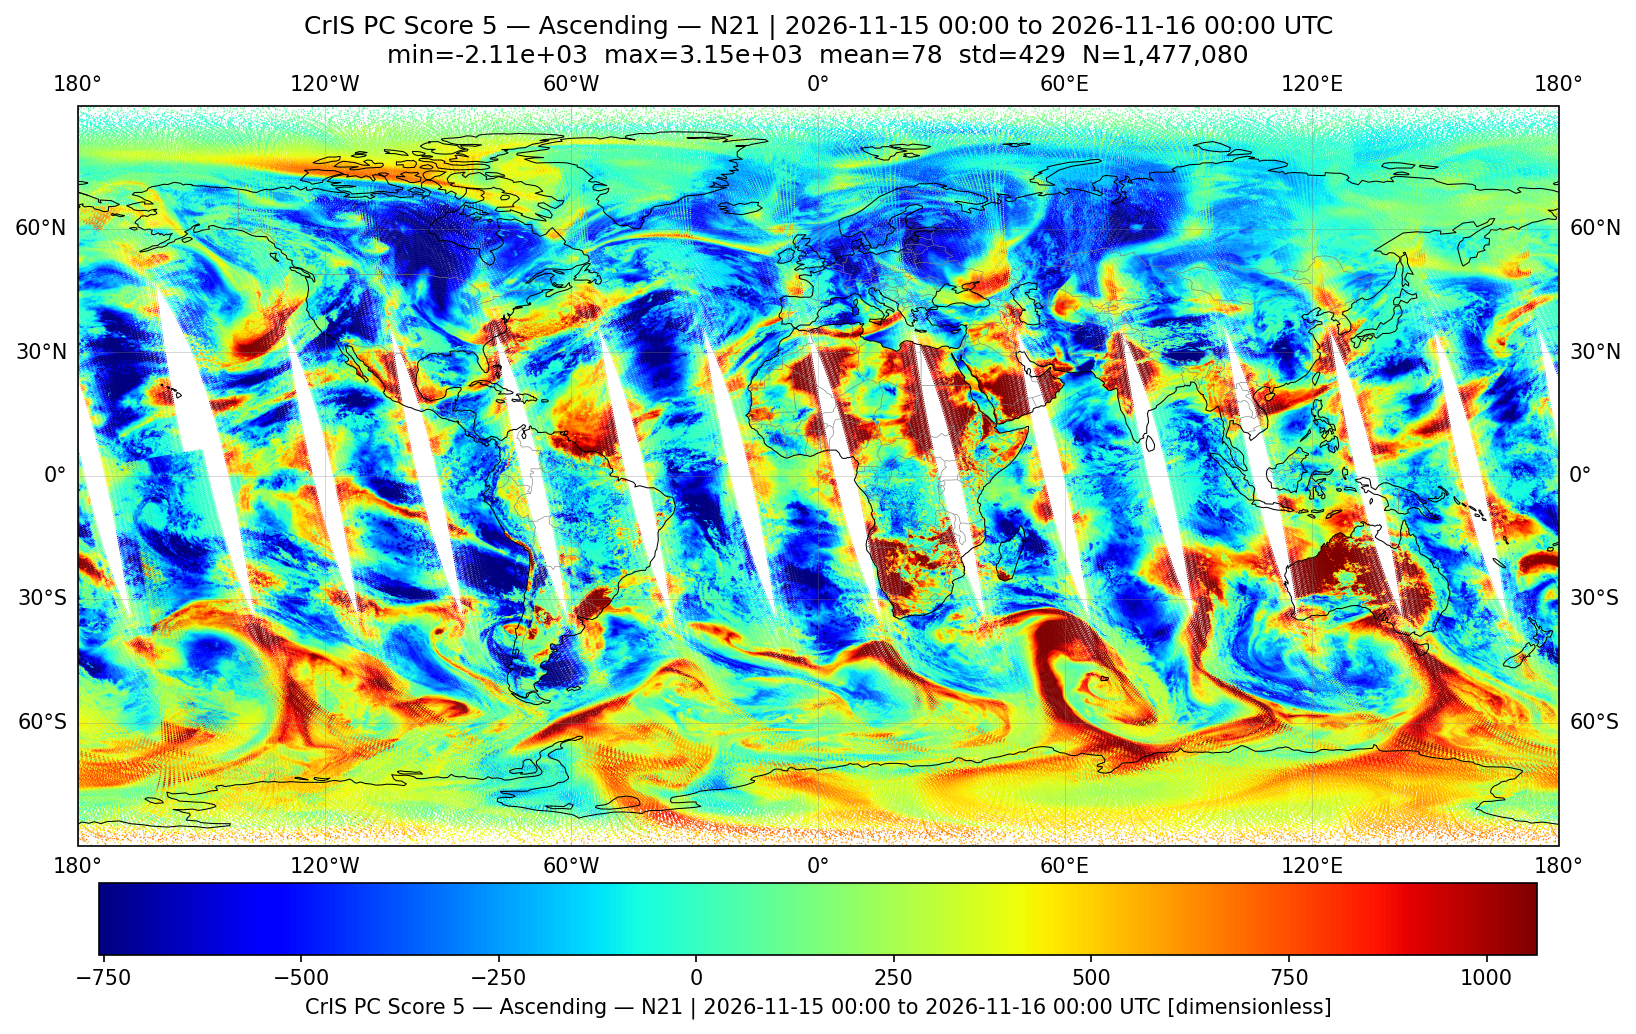 CrIS PC Score 5 — Ascending — N21 | 2026-11-15 00:00 to 2026-11-16 00:00 UTC
min=-2.11e+03 max=3.15e+03 mean=78 std=429 N=1,477,080
180° 120°W 60°W 0° 60°E 120°E 180°
60°N 60°N
30°N 30°N
0° 0°
30°S 30°S
60°S 60°S
180° 120°W 60°W 0° 60°E 120°E 180°
−750 −500 −250 0 250 500 750 1000
CrIS PC Score 5 — Ascending — N21 | 2026-11-15 00:00 to 2026-11-16 00:00 UTC [dimensionless]